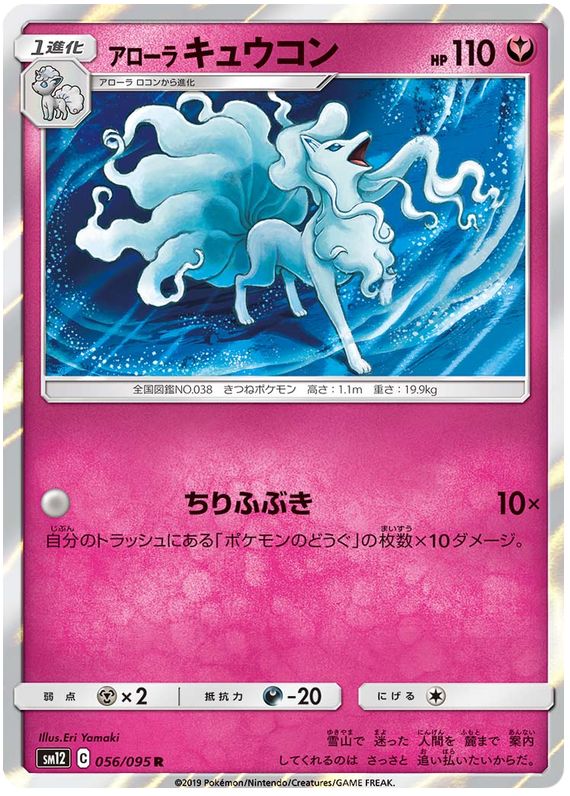 1進化
アローラ キュウコン HP 110
アローラ ロコンから進化
全国図鑑NO.038 きつねポケモン 高さ：1.1m 重さ：19.9kg
ちりふぶき 10×
自分のトラッシュにある「ポケモンのどうぐ」の枚数×10ダメージ。
弱点 ×2 抵抗力 -20 にげる
Illus.Eri Yamaki
雪山で 迷った 人間を 麓まで 案内
してくれるのは さっさと 追い払いたいからだ。
SM12 C 056/095 R
©2019 Pokémon/Nintendo/Creatures/GAME FREAK.